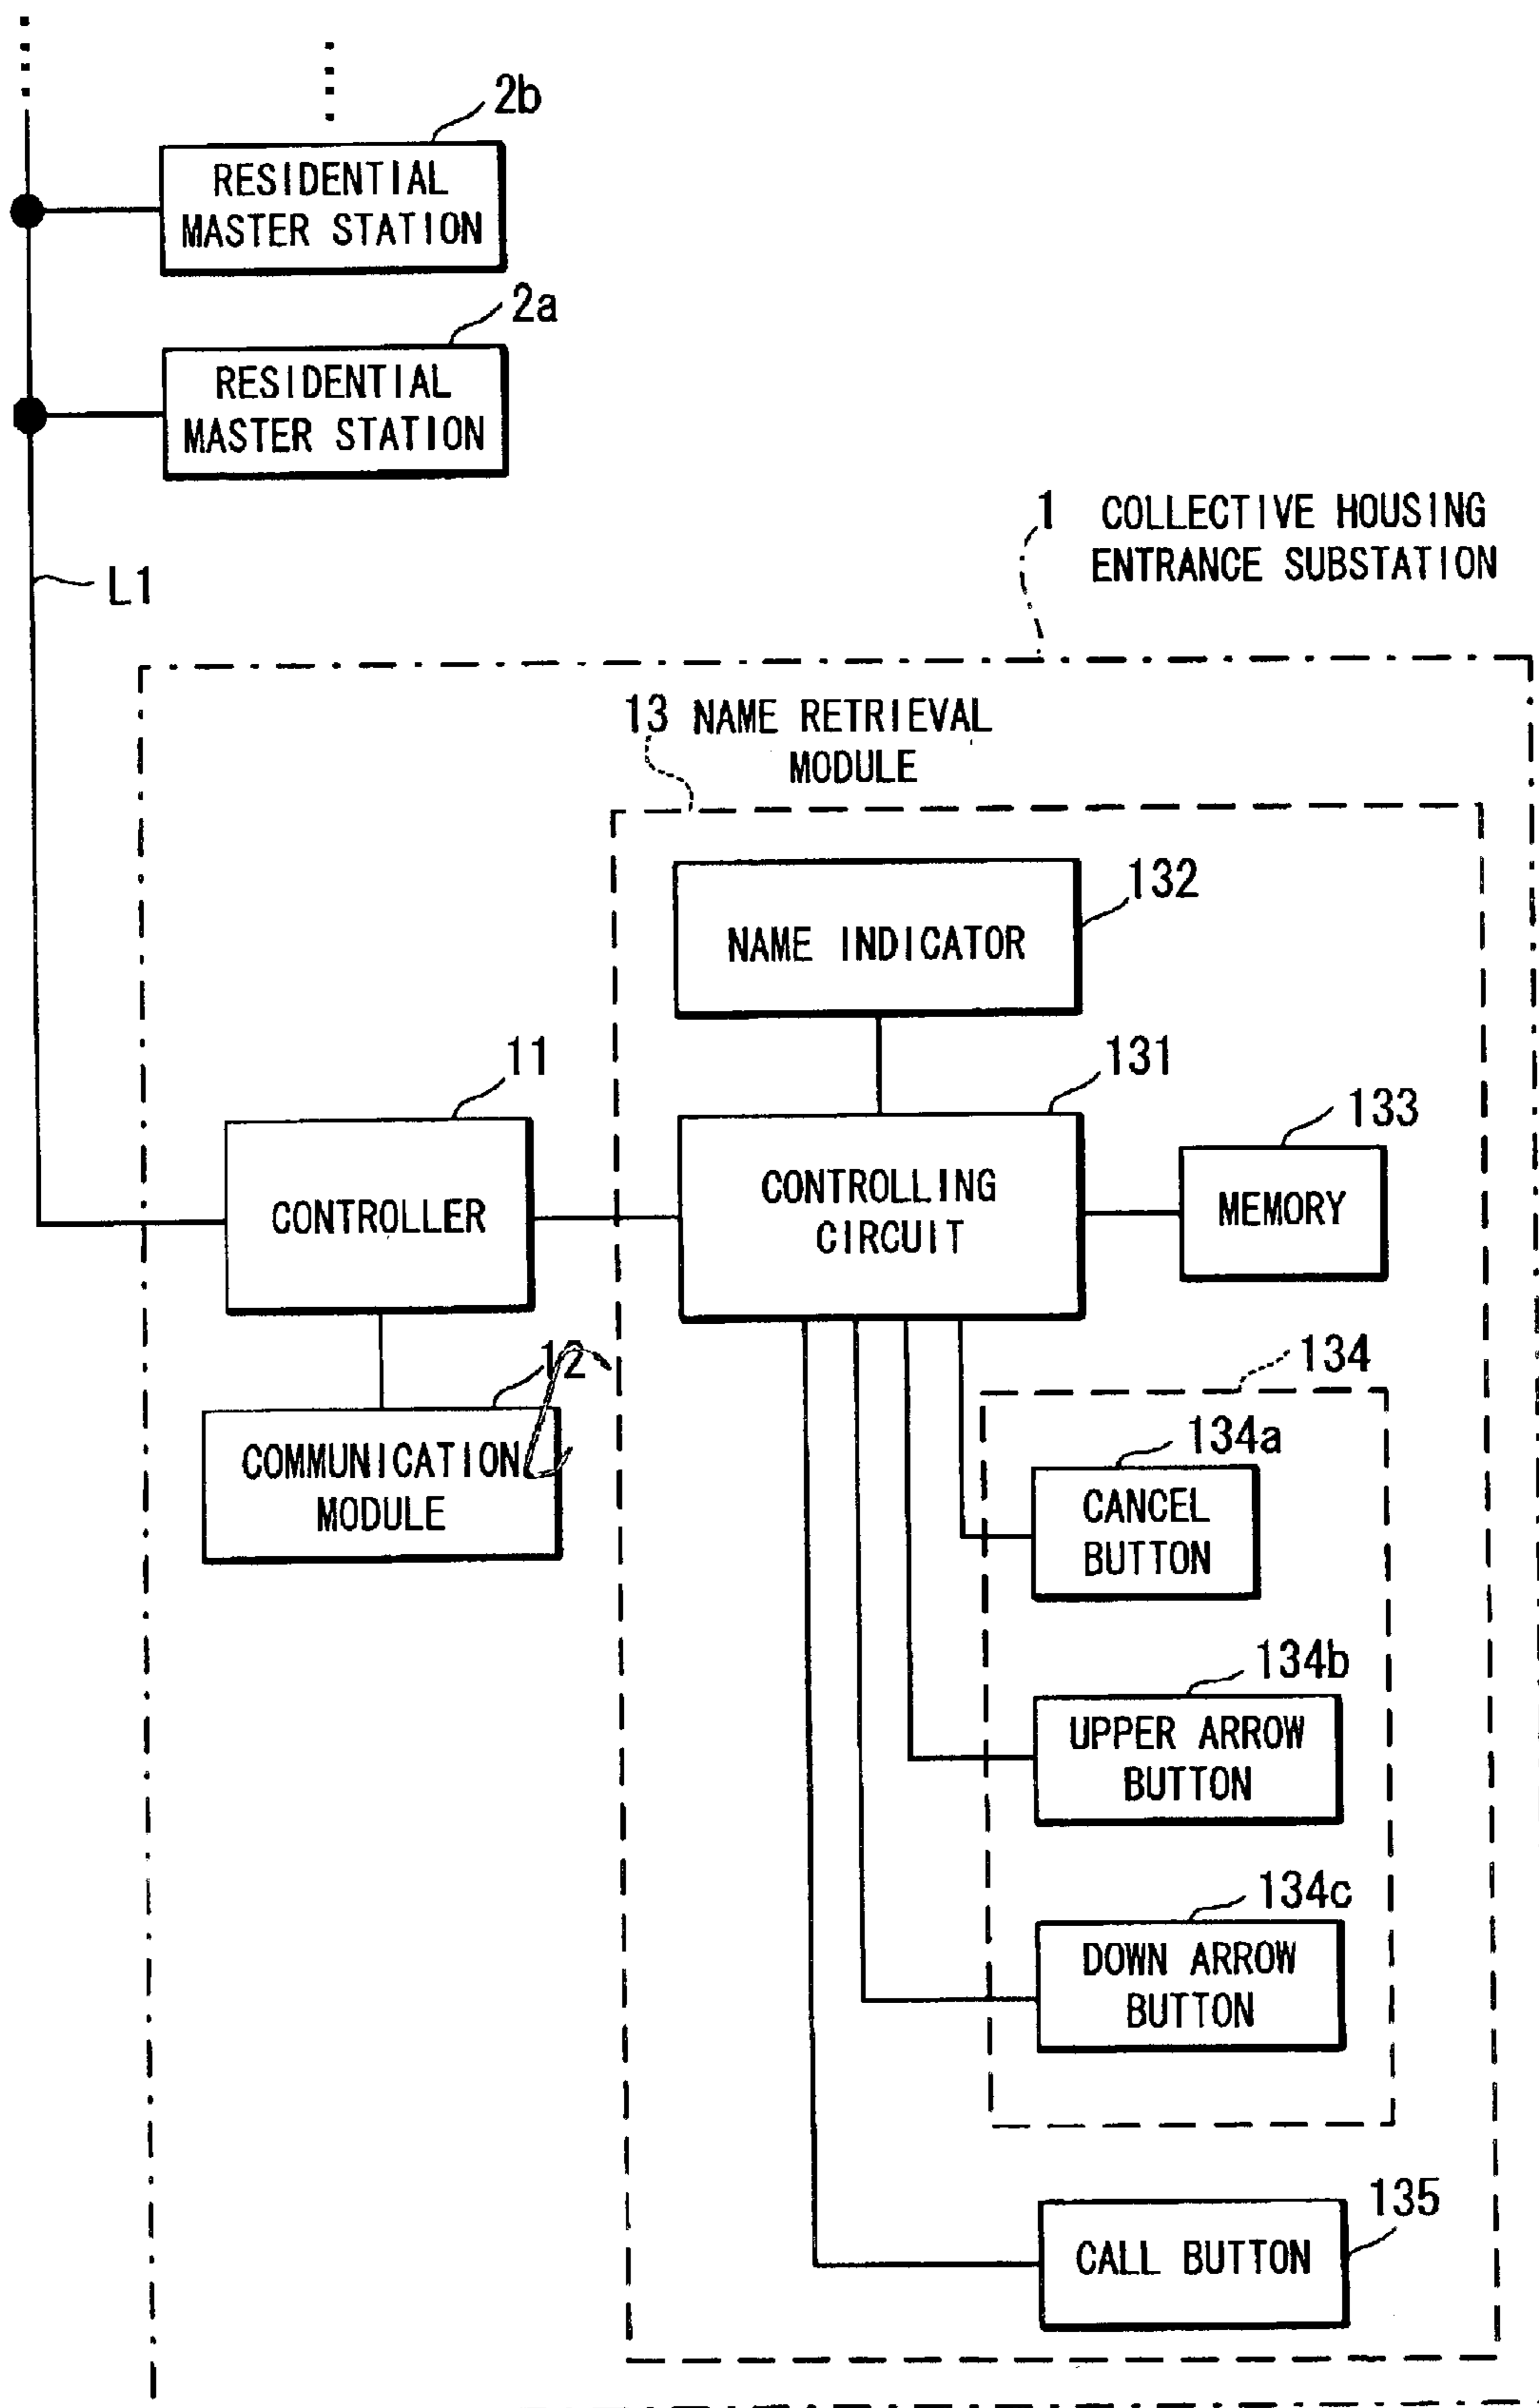 2b
RESIDENTIAL
MASTER STATION
2a
RESIDENTIAL
MASTER STATION
L1
1 COLLECTIVE HOUSING
ENTRANCE SUBSTATION
13 NAME RETRIEVAL
MODULE
132
NAME INDICATOR
11
CONTROLLER
131
CONTROLLING
CIRCUIT
133
MEMORY
12
COMMUNICATION
MODULE
134
134a
CANCEL
BUTTON
134b
UPPER ARROW
BUTTON
134c
DOWN ARROW
BUTTON
135
CALL BUTTON